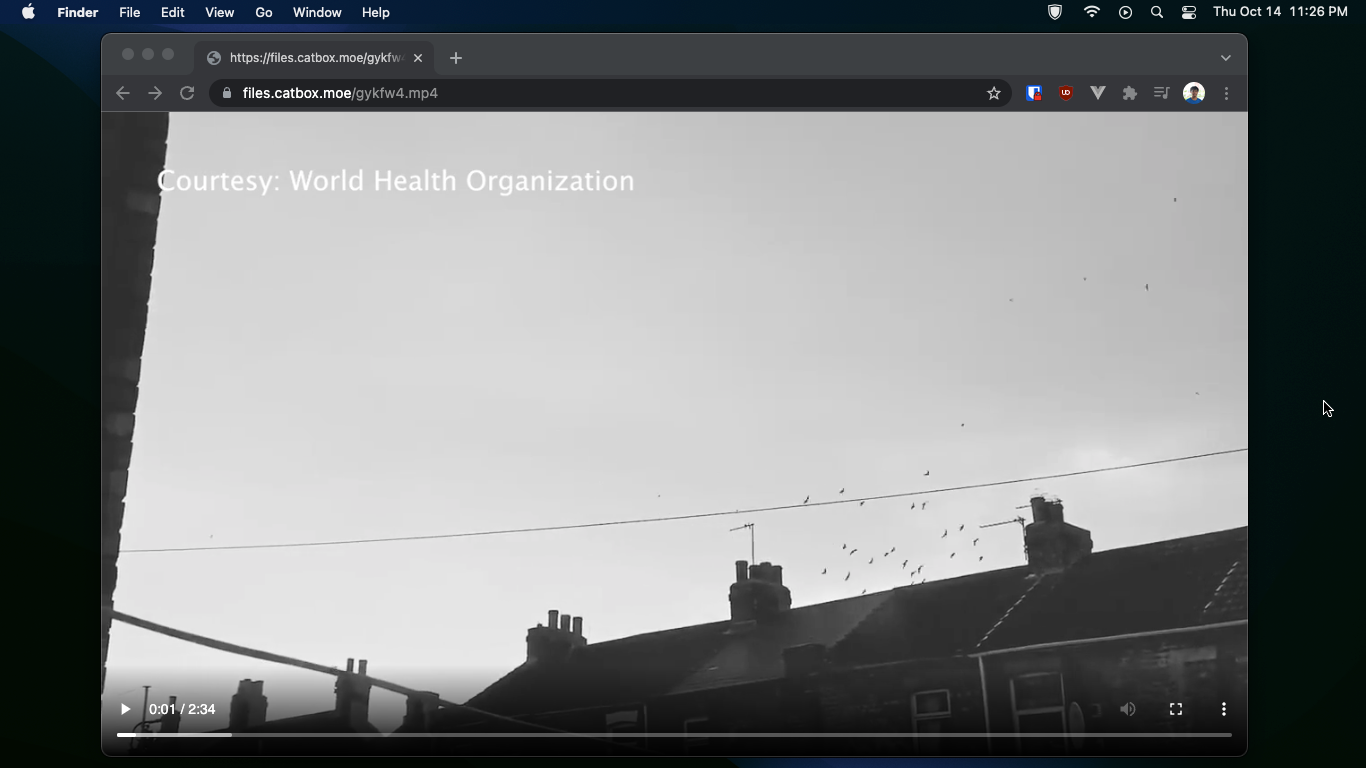 Finder File Edit View Go Window Help Thu Oct 14 11:26 PM
https://files.catbox.moe/gykfw
files.catbox.moe/gykfw4.mp4
Courtesy: World Health Organization
0:01 / 2:34